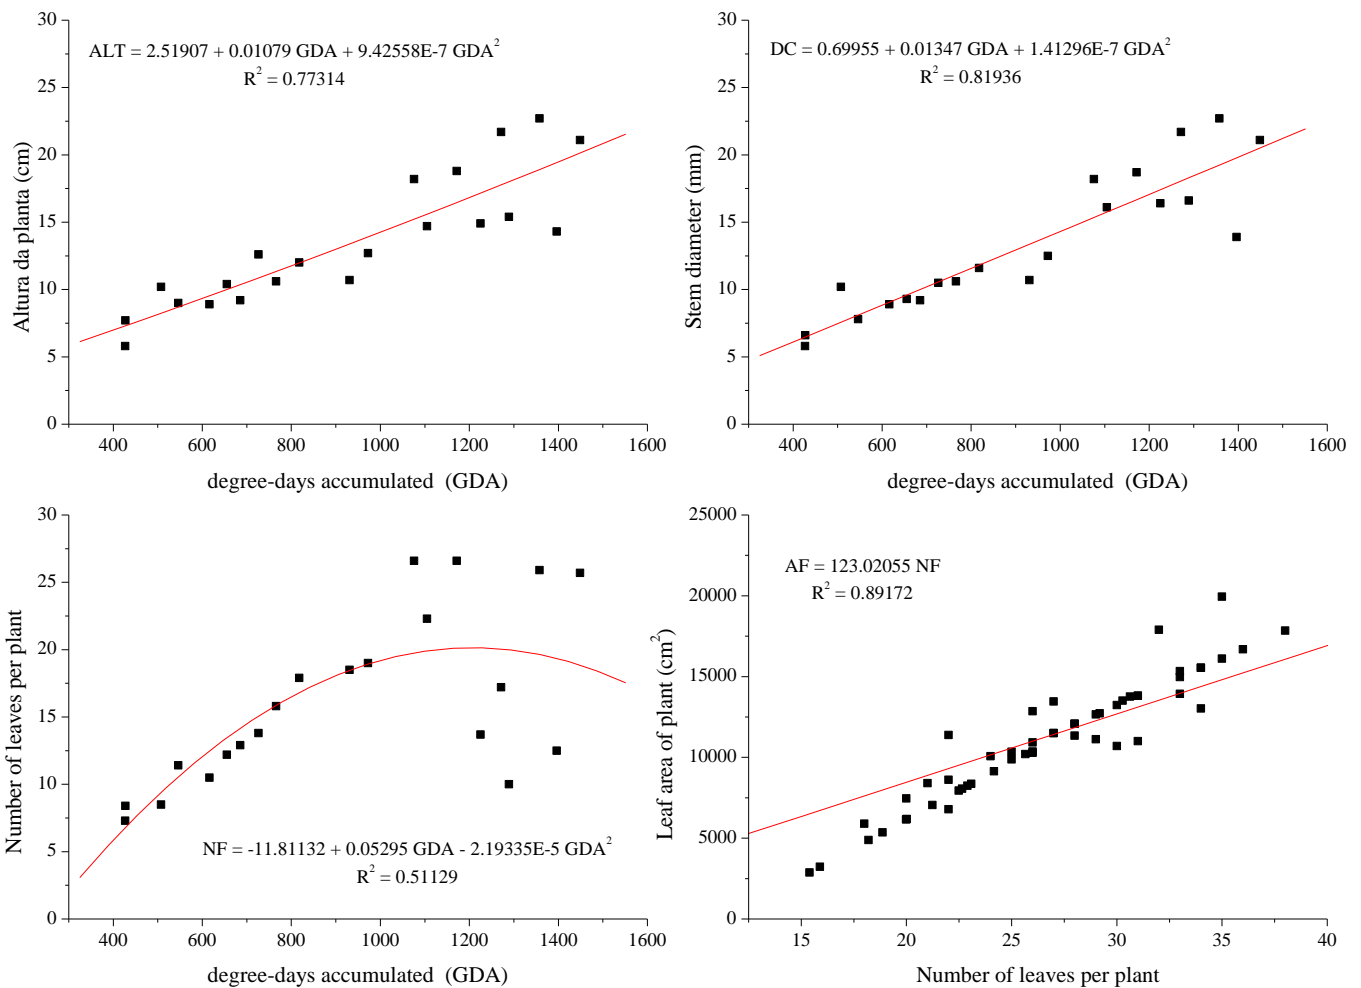 ALT = 2.51907 + 0.01079 GDA + 9.42558E-7 GDA²
R² = 0.77314
Altura da planta (cm)
30
25
20
15
10
5
0
400 600 800 1000 1200 1400 1600
degree-days accumulated (GDA)
DC = 0.69955 + 0.01347 GDA + 1.41296E-7 GDA²
R² = 0.81936
Stem diameter (mm)
30
25
20
15
10
5
0
400 600 800 1000 1200 1400 1600
degree-days accumulated (GDA)
Number of leaves per plant
30
25
20
15
10
5
0
NF = -11.81132 + 0.05295 GDA - 2.19335E-5 GDA²
R² = 0.51129
400 600 800 1000 1200 1400 1600
degree-days accumulated (GDA)
AF = 123.02055 NF
R² = 0.89172
Leaf area of plant (cm²)
25000
20000
15000
10000
5000
0
15 20 25 30 35 40
Number of leaves per plant